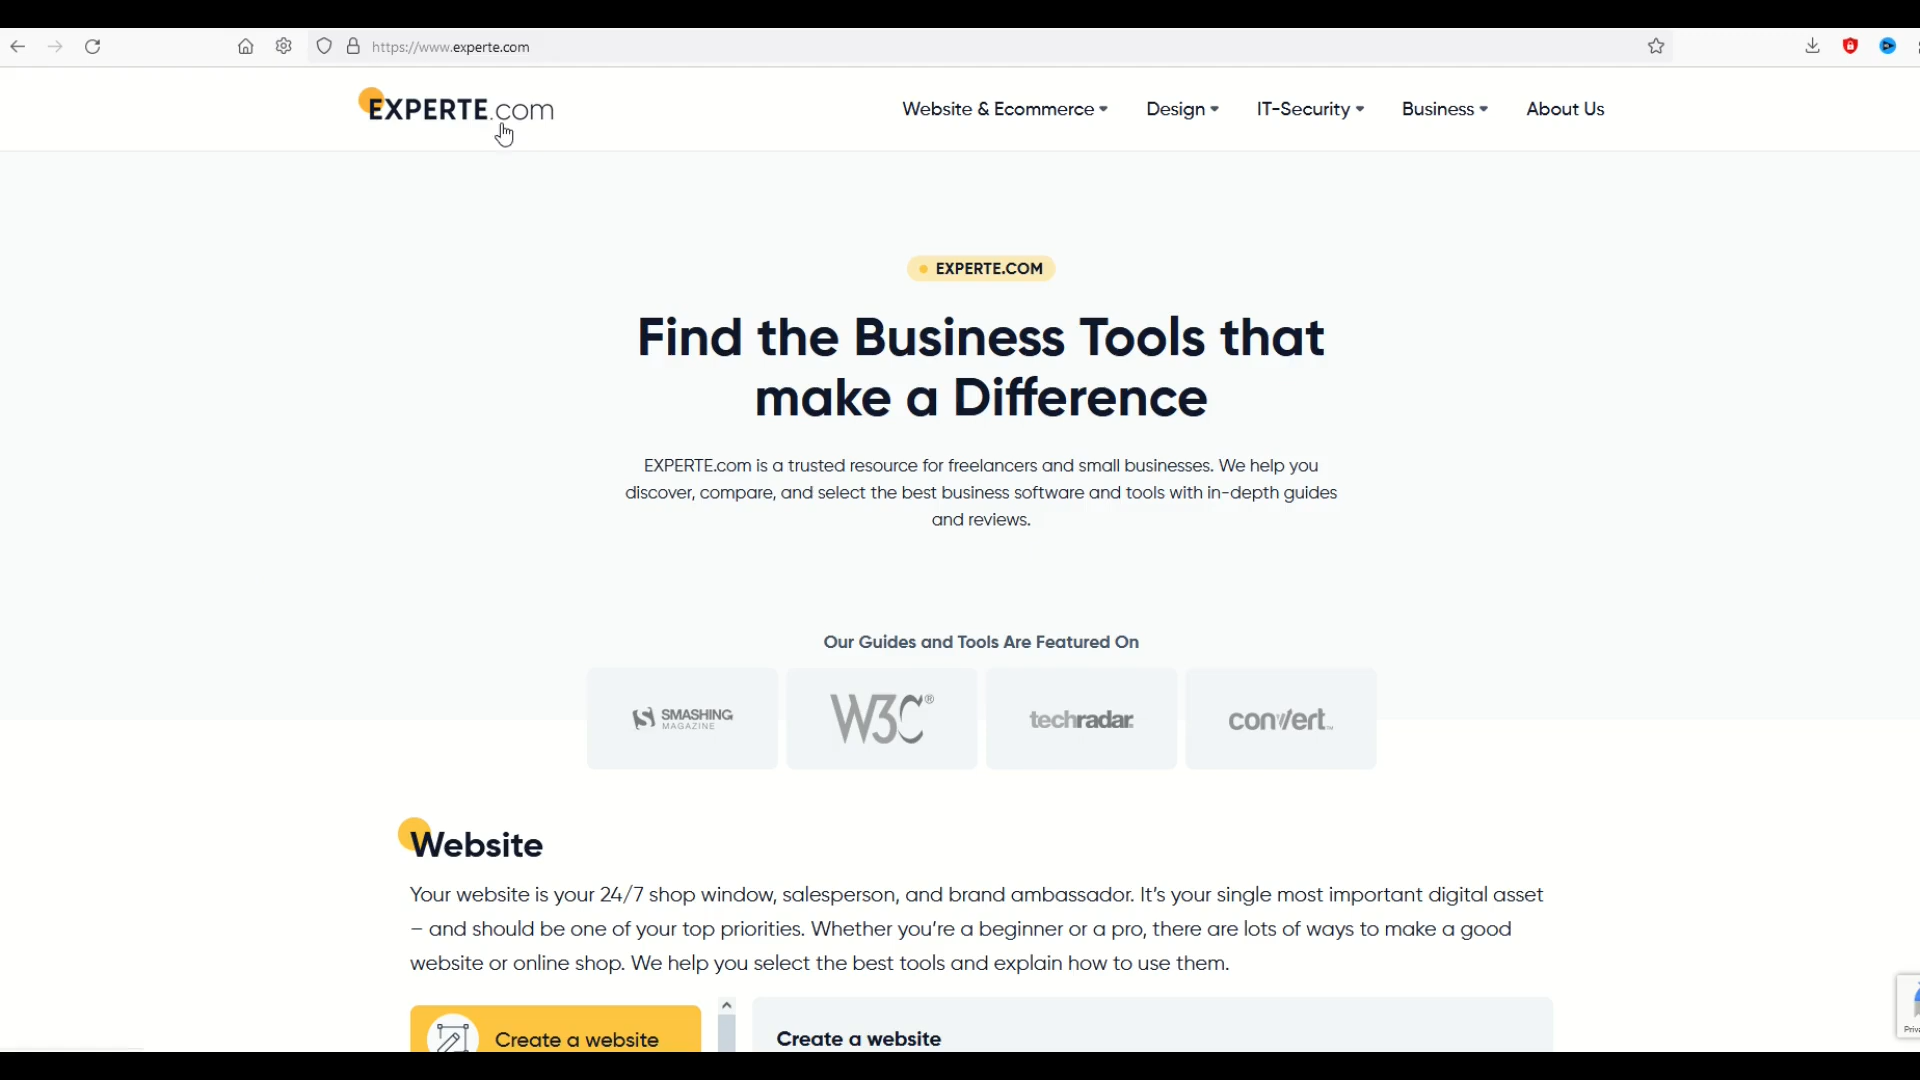 https://www.experte.com
EXPERTE.com
Website & Ecommerce
Design
IT-Security
Business
About Us
EXPERTE.COM
Find the Business Tools that
make a Difference
EXPERTE.com is a trusted resource for freelancers and small businesses. We help you
discover, compare, and select the best business software and tools with in-depth guides
and reviews.
Our Guides and Tools Are Featured On
SMASHING
MAGAZINE
W3C®
techradar.
convert™
Website
Your website is your 24/7 shop window, salesperson, and brand ambassador. It's your single most important digital asset
– and should be one of your top priorities. Whether you're a beginner or a pro, there are lots of ways to make a good
website or online shop. We help you select the best tools and explain how to use them.
Create a website
Create a website